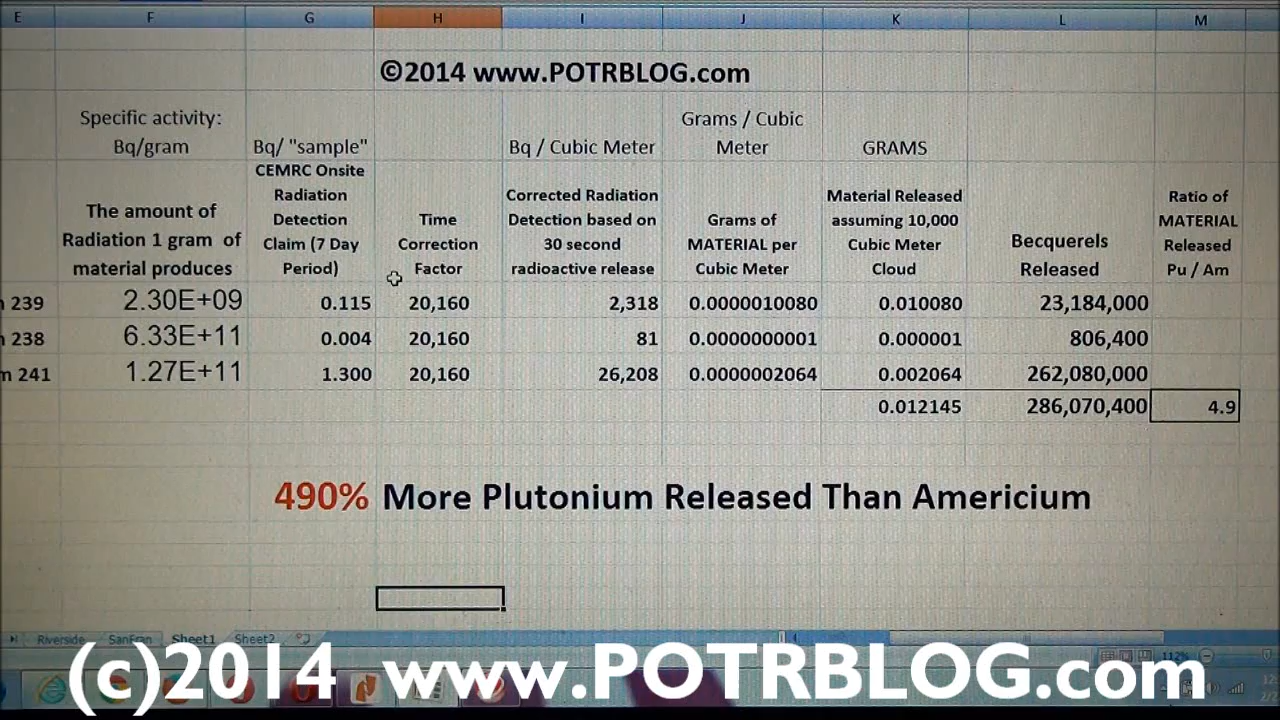 E F G H I J K L M
©2014 www.POTRBLOG.com
Specific activity:
Bq/gram
Bq/ "sample"
Bq / Cubic Meter
Grams / Cubic
Meter
GRAMS
The amount of
Radiation 1 gram of
material produces
CEMRC Onsite
Radiation
Detection
Claim (7 Day
Period)
Time
Correction
Factor
Corrected Radiation
Detection based on
30 second
radioactive release
Grams of
MATERIAL per
Cubic Meter
Material Released
assuming 10,000
Cubic Meter
Cloud
Becquerels
Released
Ratio of
MATERIAL
Released
Pu / Am
239 2.30E+09 0.115 20,160 2,318 0.0000010080 0.010080 23,184,000
238 6.33E+11 0.004 20,160 81 0.0000000001 0.000001 806,400
241 1.27E+11 1.300 20,160 26,208 0.0000002064 0.002064 262,080,000
0.012145 286,070,400 4.9
490% More Plutonium Released Than Americium
Riverside SanFran Sheet1 Sheet2
112%
(c)2014 www.POTRBLOG.com